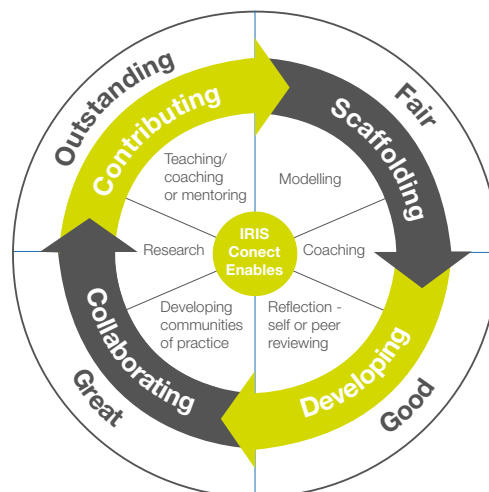 Outstanding
Contributing
Fair
Scaffolding
Teaching/
coaching
or mentoring
Modelling
Research
IRIS
Conect
Enables
Coaching
Developing
communities
of practice
Reflection -
self or peer
reviewing
Collaborating
Great
Developing
Good